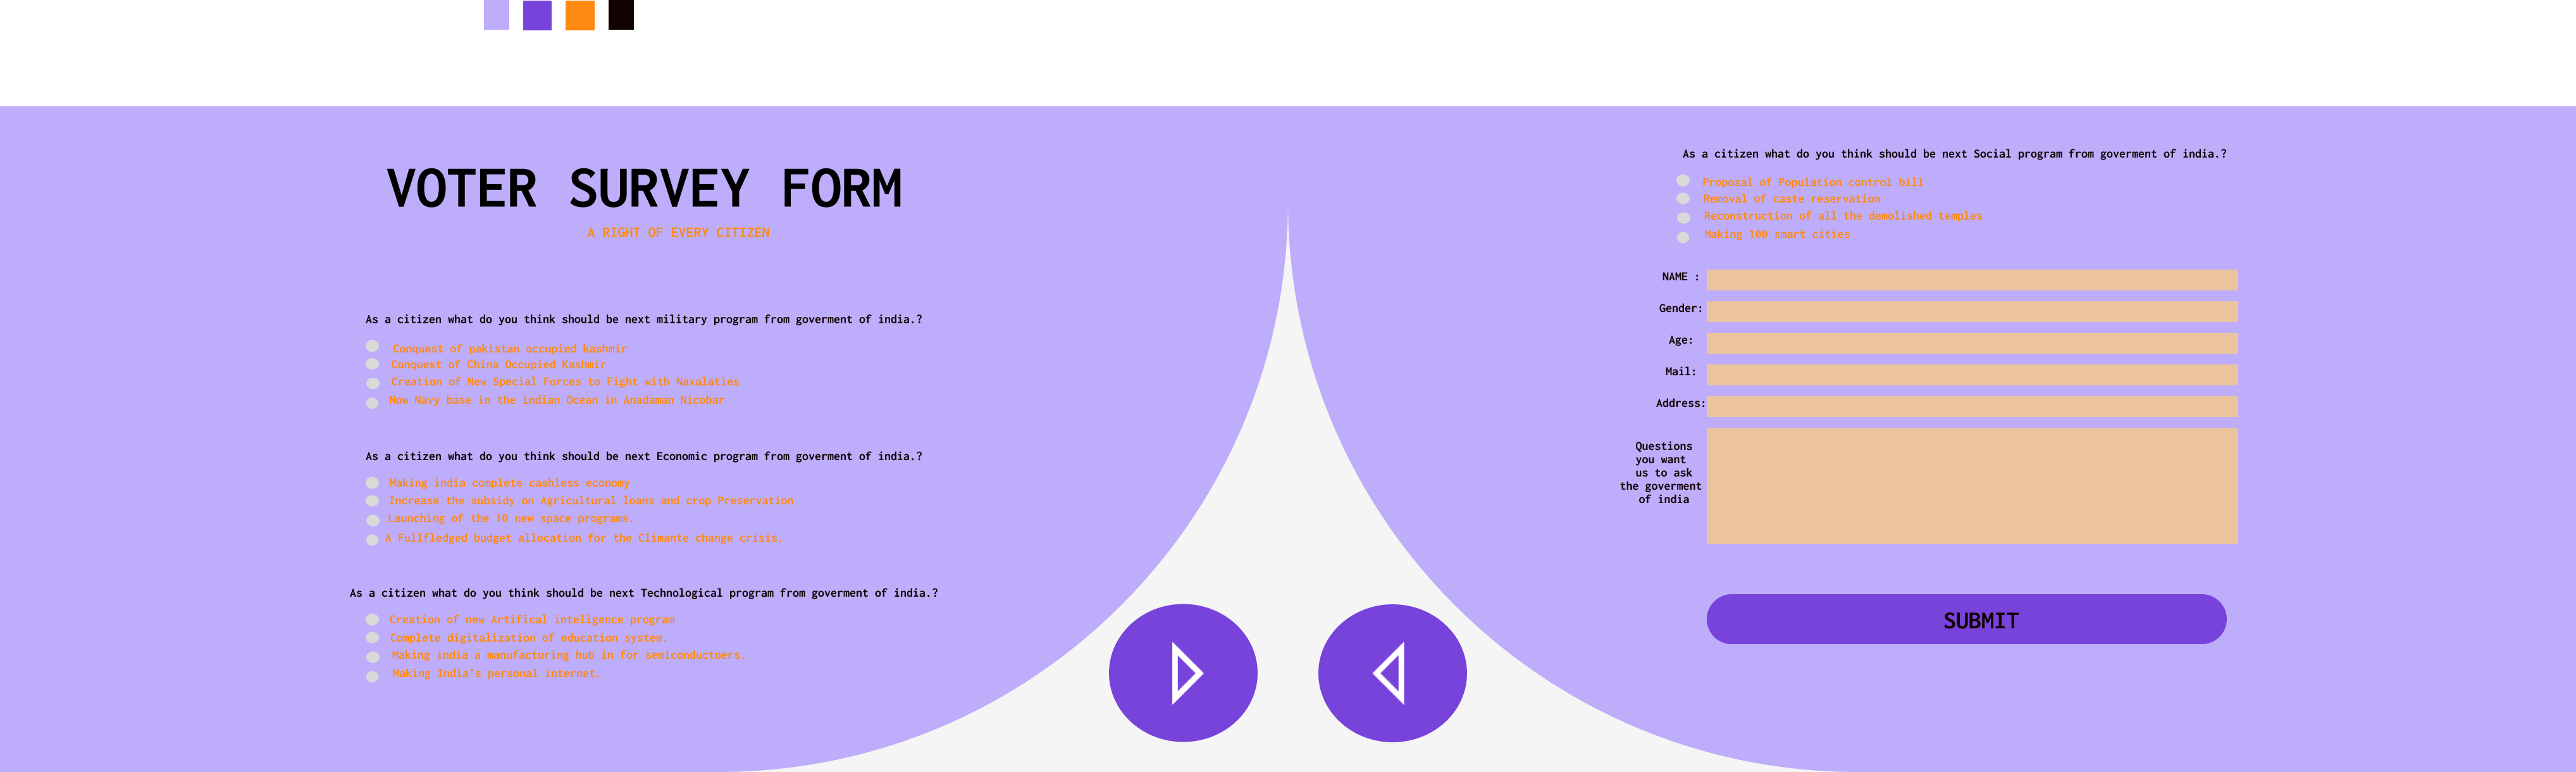 VOTER SURVEY FORM
A RIGHT OF EVERY CITIZEN
As a citizen what do you think should be next military program from goverment of india.?
Conquest of pakistan occupied kashmir
Conquest of China Occupied Kashmir
Creation of New Special Forces to Fight with Naxalaties
Now Navy base in the indian Ocean in Anadaman Nicobar
As a citizen what do you think should be next Economic program from goverment of india.?
Making india complete cashless economy
Increase the subsidy on Agricultural loans and crop Preservation
Launching of the 10 new space programs.
A Fullfledged budget allocation for the Climante change crisis.
As a citizen what do you think should be next Technological program from goverment of india.?
Creation of new Artifical inteligence program
Complete digitalization of education system.
Making india a manufacturing hub in for semiconductoers.
Making India's personal internet.
As a citizen what do you think should be next Social program from goverment of india.?
Proposal of Population control bill
Removal of caste reservation
Reconstruction of all the demolished temples
Making 100 smart cities
NAME :
Gender:
Age:
Mail:
Address:
Questions
you want
us to ask
the goverment
of india
SUBMIT